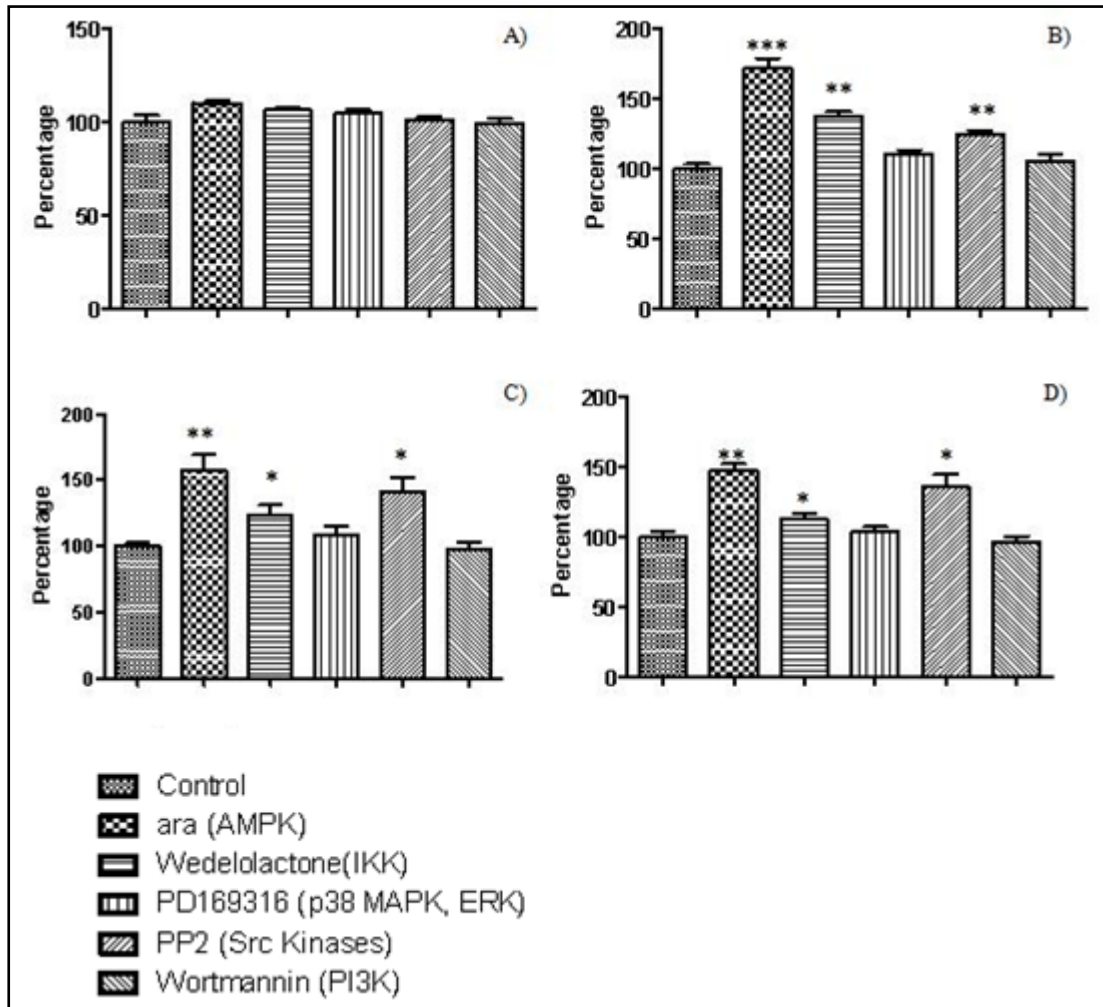 A)
Percentage
150
100
50
0
B)
***
**
**
Percentage
200
150
100
50
0
C)
**
*
*
Percentage
200
150
100
50
0
D)
**
*
*
Percentage
200
150
100
50
0
Control
ara (AMPK)
Wedelolactone(IKK)
PD169316 (p38 MAPK, ERK)
PP2 (Src Kinases)
Wortmannin (PI3K)